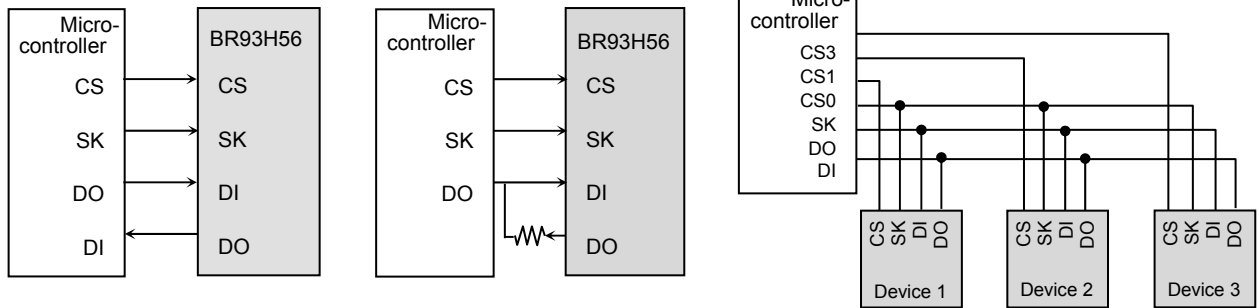 Micro-
controller
CS
SK
DO
DI
BR93H56
CS
SK
DI
DO
Micro-
controller
CS
SK
DO
BR93H56
CS
SK
DI
DO
Micro-
controller
CS3
CS1
CS0
SK
DO
DI
CS
SK
DI
DO
Device 1
CS
SK
DI
DO
Device 2
CS
SK
DI
DO
Device 3